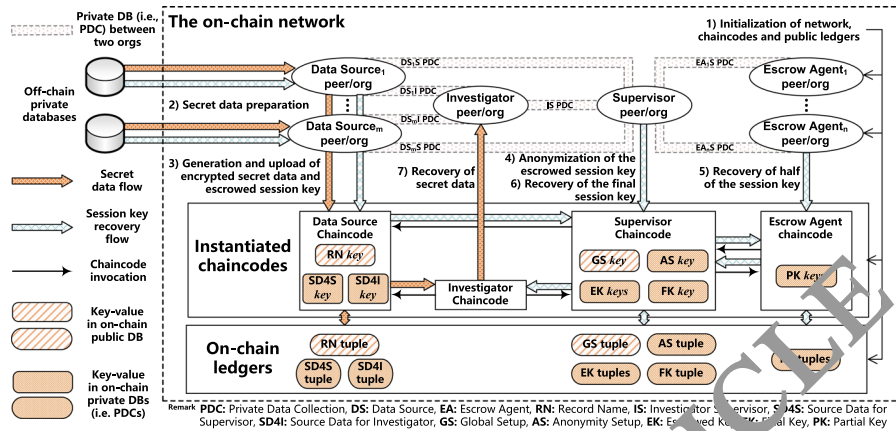 Private DB (i.e.,
PDC) between
two orgs
The on-chain network
1) Initialization of network,
chaincodes and public ledgers
Off-chain
private
databases
Data Source1
peer/org
Data Sourcem
peer/org
DS1S PDC
DS1I PDC
DSmI PDC
DSmS PDC
Investigator
peer/org
IS PDC
Supervisor
peer/org
EA1S PDC
EAnS PDC
Escrow Agent1
peer/org
Escrow Agentn
peer/org
2) Secret data preparation
3) Generation and upload of
encrypted secret data and
escrowed session key
7) Recovery of
secret data
4) Anonymization of the
escrowed session key
6) Recovery of the final
session key
5) Recovery of half
of the session key
Secret
data flow
Session key
recovery
flow
Chaincode
invocation
Key-value
in on-chain
public DB
Key-value
in on-chain
private DBs
(i.e. PDCs)
Instantiated
chaincodes
Data Source
Chaincode
RN key
SD4S
key
SD4I
key
Investigator
Chaincode
Supervisor
Chaincode
GS key
AS key
EK keys
FK key
Escrow Agent
chaincode
PK key
On-chain
ledgers
RN tuple
SD4S
tuple
SD4I
tuple
GS tuple
AS tuple
EK tuples
FK tuple
tuples
Remark PDC: Private Data Collection, DS: Data Source, EA: Escrow Agent, RN: Record Name, IS: Investigator Supervisor, SD4S: Source Data for
Supervisor, SD4I: Source Data for Investigator, GS: Global Setup, AS: Anonymity Setup, EK: Escrowed Key, FK: Final Key, PK: Partial Key
ICLE